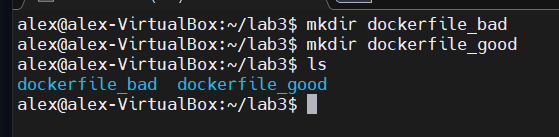 alex@alex-VirtualBox:~/lab3$ mkdir dockerfile_bad
alex@alex-VirtualBox:~/lab3$ mkdir dockerfile_good
alex@alex-VirtualBox:~/lab3$ ls
dockerfile_bad  dockerfile_good
alex@alex-VirtualBox:~/lab3$